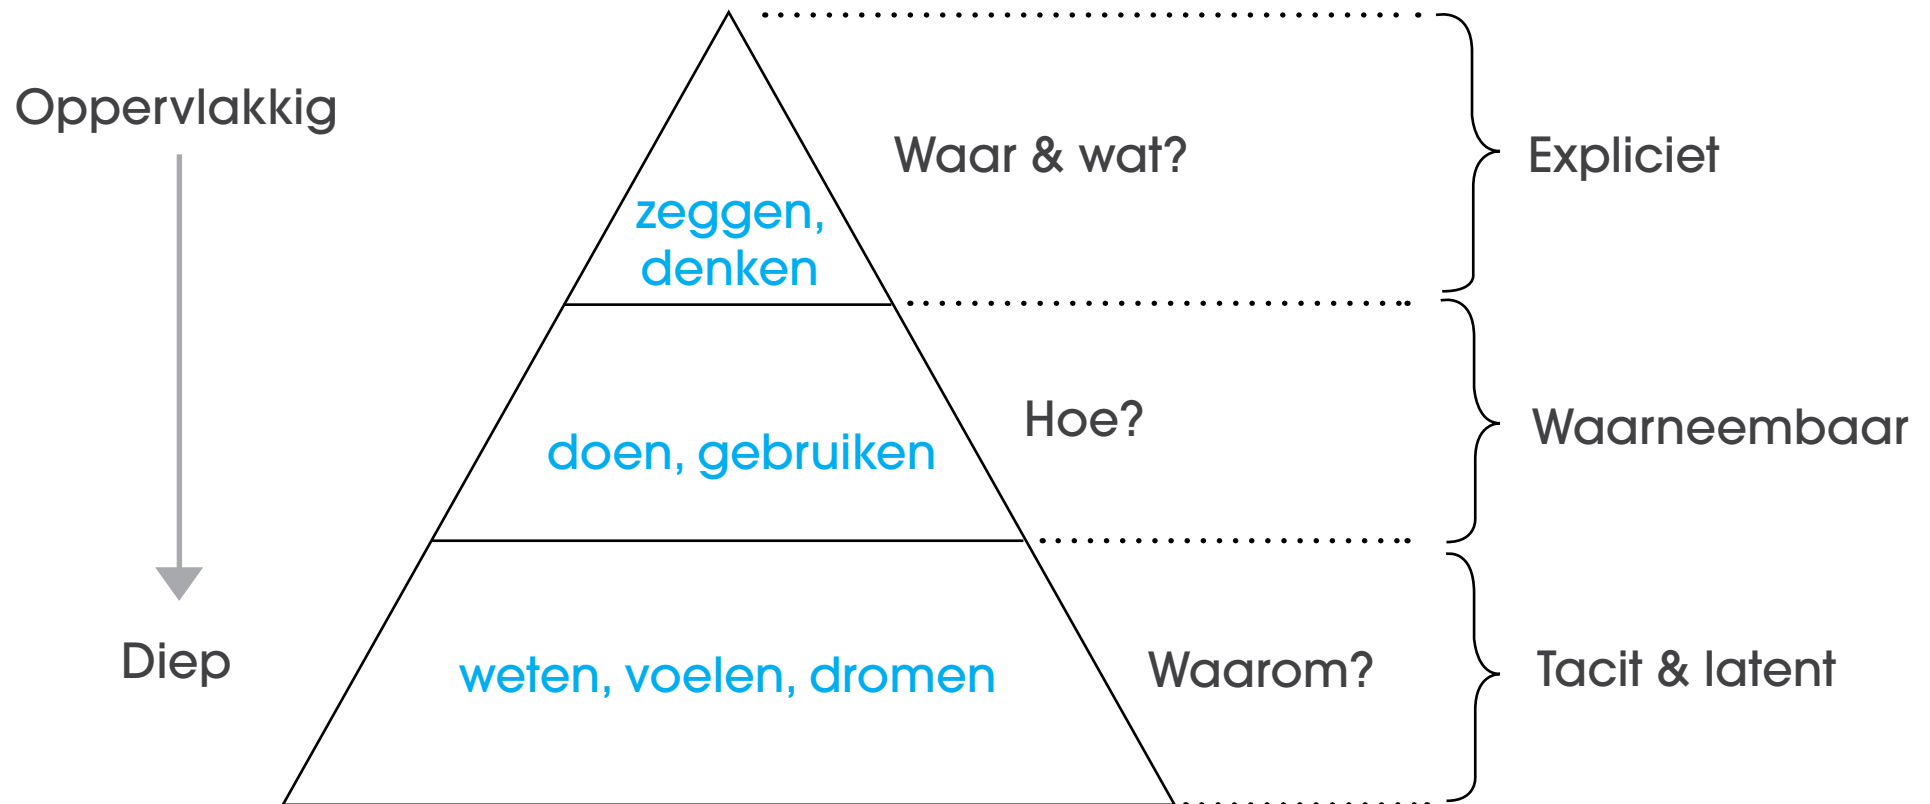 Oppervlakkig
Waar & wat?
Expliciet
zeggen,
denken
Hoe?
Waarneembaar
doen, gebruiken
Diep
weten, voelen, dromen
Waarom?
Tacit & latent